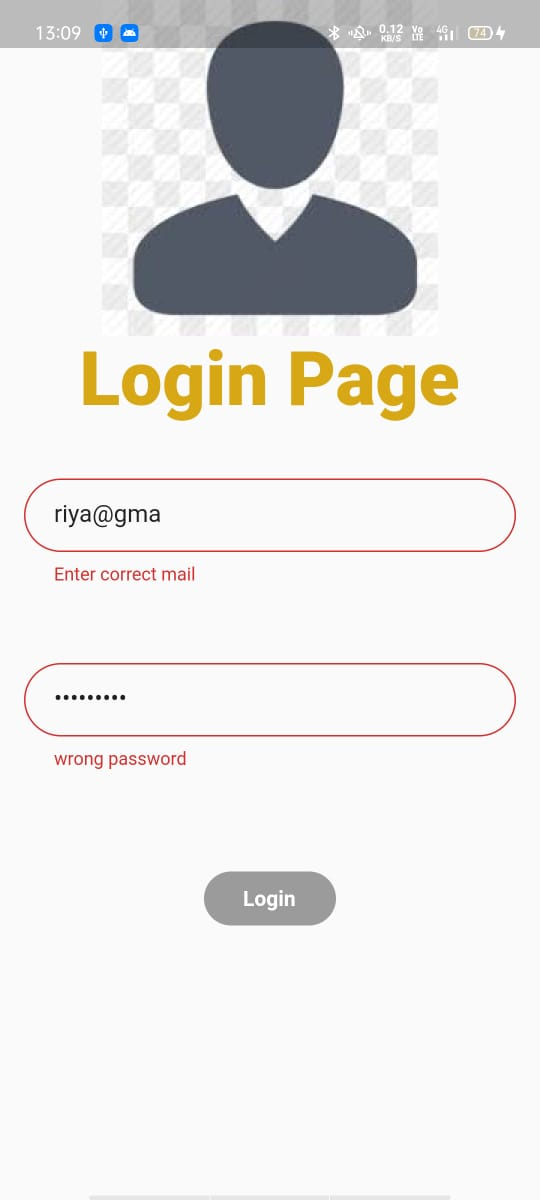 13:09 0.12 KB/S Vo LTE 4G 74
Login Page
riya@gma
Enter correct mail
•••••••••
wrong password
Login